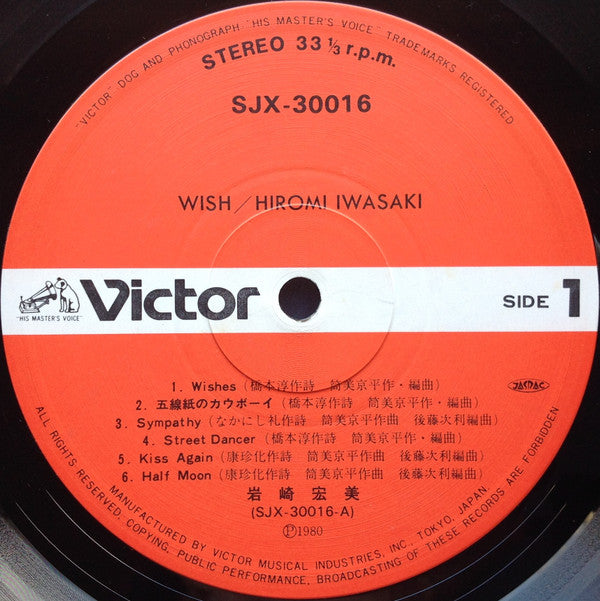 "VICTOR" DOG AND PHONOGRAPH "HIS MASTER'S VOICE" TRADEMARKS REGISTERED
STEREO 33 1/3 r.p.m.
SJX-30016
WISH/HIROMI IWASAKI
"HIS MASTER'S VOICE"
Victor
SIDE 1
1. Wishes (橋本淳作詩 筒美京平作・編曲)
2. 五線紙のカウボーイ (橋本淳作詩 筒美京平作・編曲)
3. Sympathy (なかにし礼作詩 筒美京平作曲 後藤次利編曲)
4. Street Dancer (橋本淳作詩 筒美京平作・編曲)
5. Kiss Again (康珍化作詩 筒美京平作曲 後藤次利編曲)
6. Half Moon (康珍化作詩 筒美京平作曲 後藤次利編曲)
JASRAC
岩崎宏美
(SJX-30016-A)
Ⓟ1980
ALL RIGHTS RESERVED. COPYING, PUBLIC PERFORMANCE, BROADCASTING OF THESE RECORDS ARE FORBIDDEN
MANUFACTURED BY VICTOR MUSICAL INDUSTRIES, INC. TOKYO, JAPAN